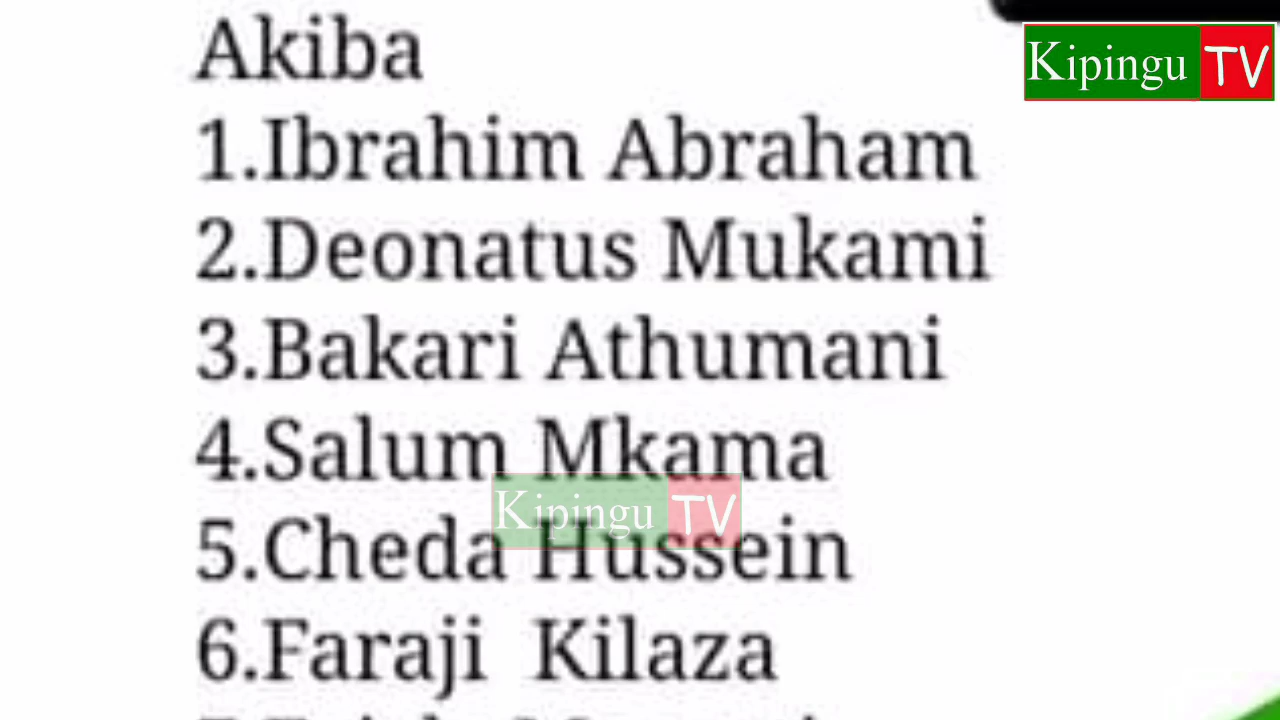 Akiba
Kipingu TV
1.Ibrahim Abraham
2.Deonatus Mukami
3.Bakari Athumani
4.Salum Mkama
Kipingu TV
5.Cheda Hussein
6.Faraji Kilaza